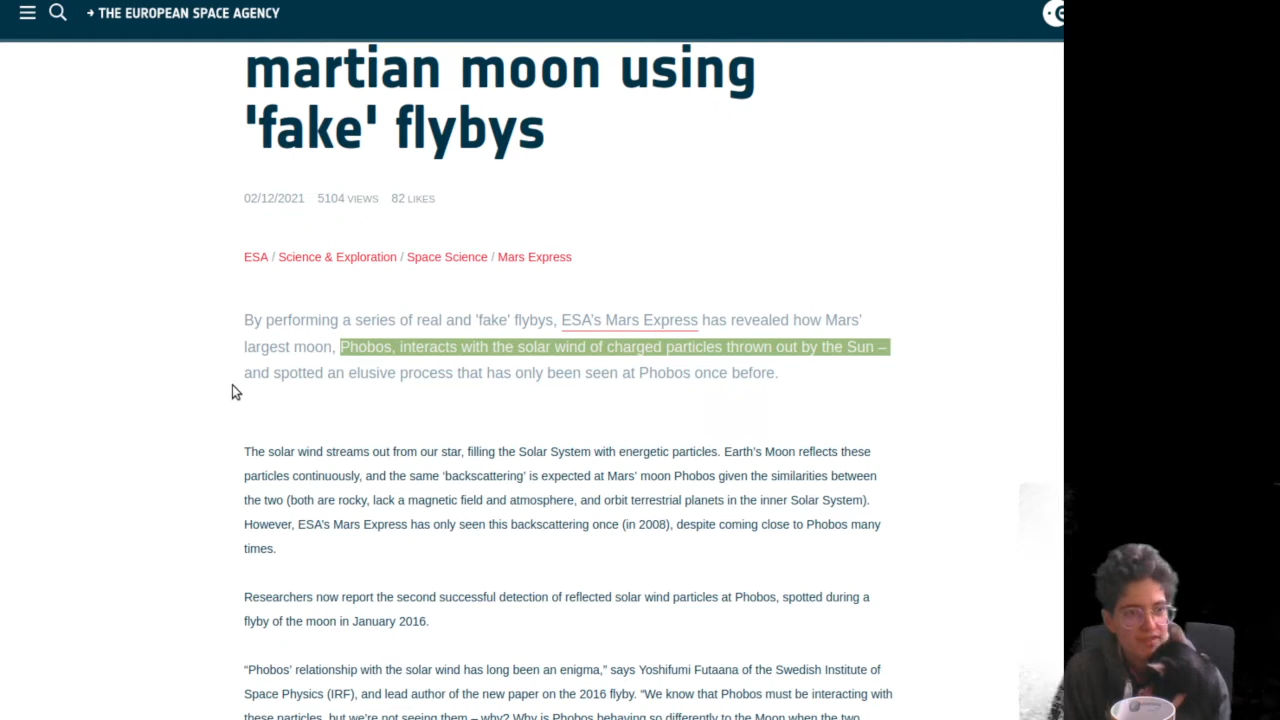 → THE EUROPEAN SPACE AGENCY
martian moon using
'fake' flybys
02/12/2021 5104 VIEWS 82 LIKES
ESA / Science & Exploration / Space Science / Mars Express
By performing a series of real and 'fake' flybys, ESA's Mars Express has revealed how Mars'
largest moon, Phobos, interacts with the solar wind of charged particles thrown out by the Sun –
and spotted an elusive process that has only been seen at Phobos once before.
The solar wind streams out from our star, filling the Solar System with energetic particles. Earth's Moon reflects these
particles continuously, and the same ‘backscattering’ is expected at Mars’ moon Phobos given the similarities between
the two (both are rocky, lack a magnetic field and atmosphere, and orbit terrestrial planets in the inner Solar System).
However, ESA's Mars Express has only seen this backscattering once (in 2008), despite coming close to Phobos many
times.
Researchers now report the second successful detection of reflected solar wind particles at Phobos, spotted during a
flyby of the moon in January 2016.
“Phobos’ relationship with the solar wind has long been an enigma,” says Yoshifumi Futaana of the Swedish Institute of
Space Physics (IRF), and lead author of the new paper on the 2016 flyby. “We know that Phobos must be interacting with
these particles, but we’re not seeing them – why? Why is Phobos behaving so differently to the Moon when the two